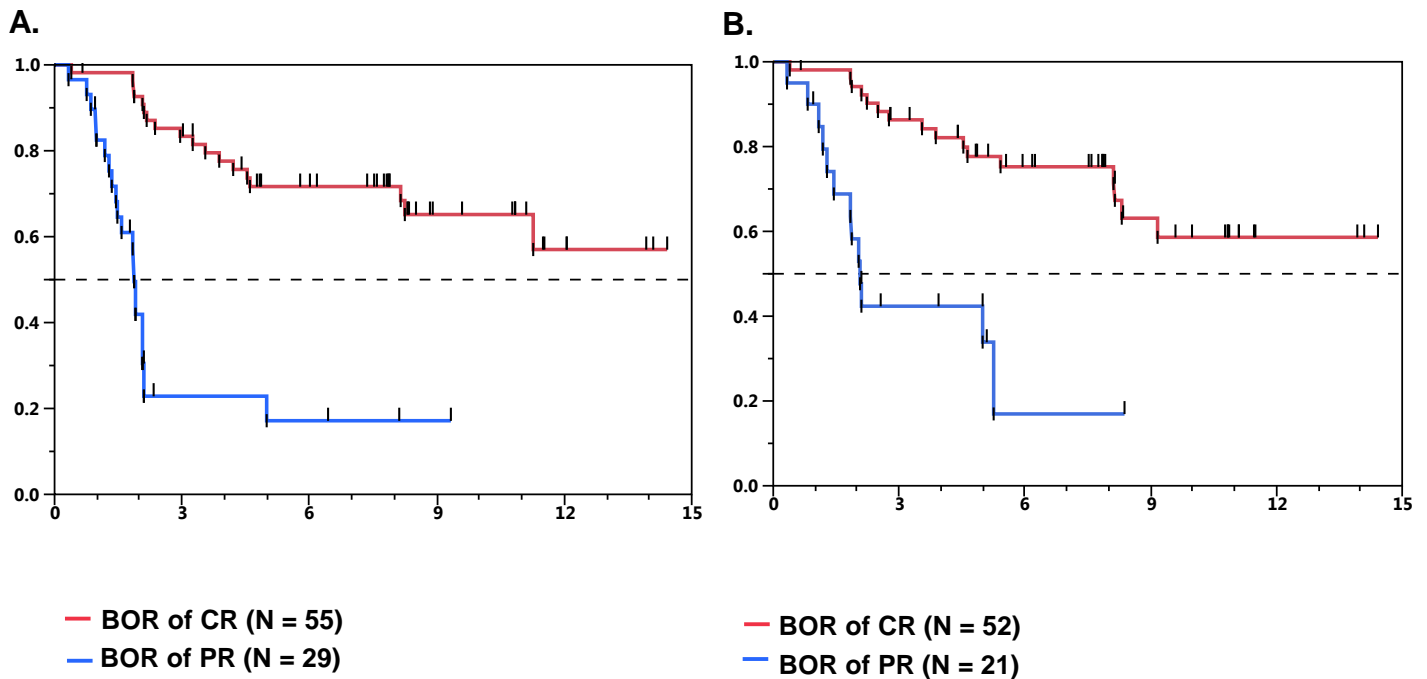 A.
1.0
0.8
0.6
0.4
0.2
0.0
0 3 6 9 12 15
BOR of CR (N = 55)
BOR of PR (N = 29)
B.
1.0
0.8
0.6
0.4
0.2
0.0
0 3 6 9 12 15
BOR of CR (N = 52)
BOR of PR (N = 21)